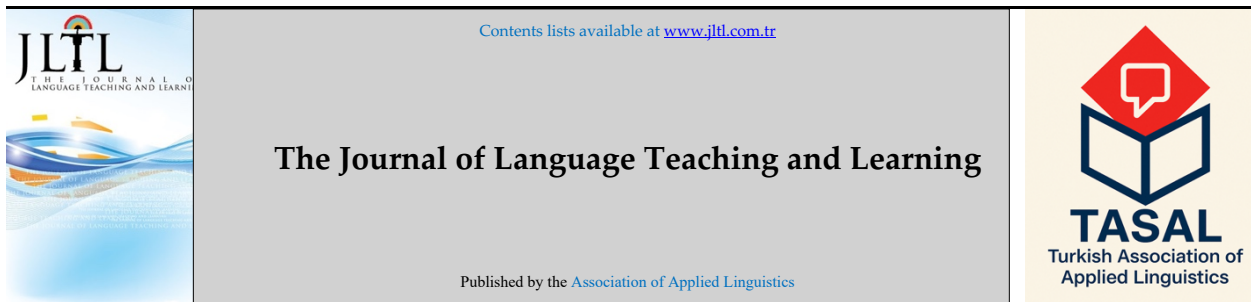 JLTL
THE JOURNAL O
LANGUAGE TEACHING AND LEARNI
Contents lists available at www.jltl.com.tr
The Journal of Language Teaching and Learning
Published by the Association of Applied Linguistics
TASAL
Turkish Association of
Applied Linguistics